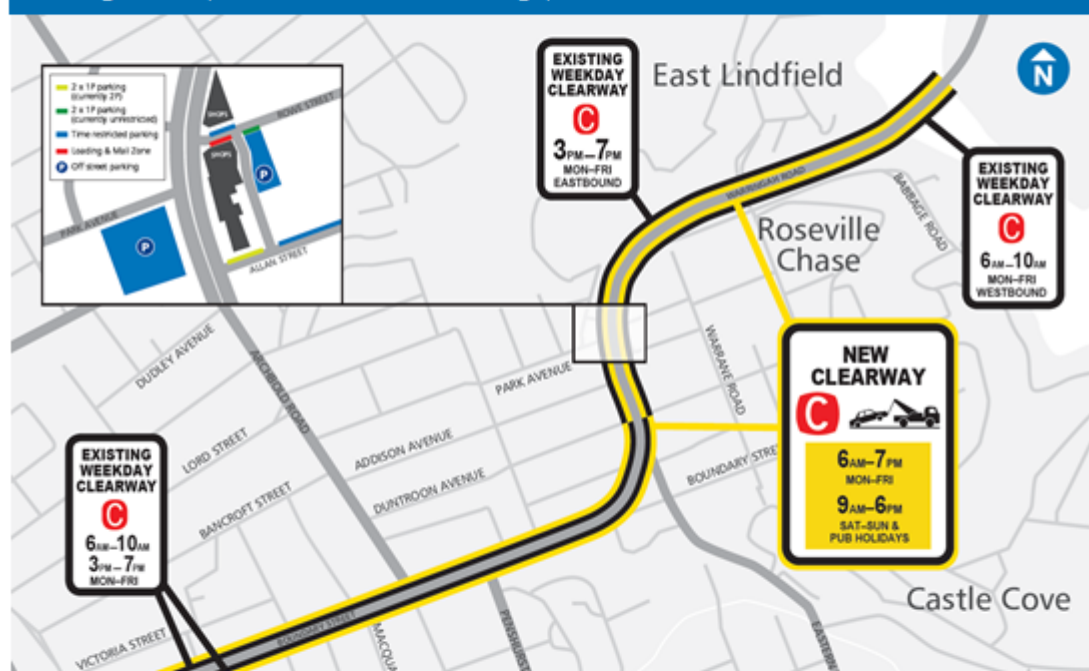 EXISTING
WEEKDAY
CLEARWAY
C
3PM–7PM
MON–FRI
EASTBOUND
East Lindfield
N
2 x 1P parking
(currently 2P)
2 x 1P parking
(currently unrestricted)
Time restricted parking
Loading & Mail Zone
P Off street parking
SHOPS
ROWE STREET
SHOPS
P
PARK AVENUE
P
ALLAN STREET
WARRINGAH ROAD
BABBAGE ROAD
EXISTING
WEEKDAY
CLEARWAY
C
6AM–10AM
MON–FRI
WESTBOUND
Roseville
Chase
DUDLEY AVENUE
ARCHBOLD ROAD
PARK AVENUE
WARRANE ROAD
NEW
CLEARWAY
C
6AM–7PM
MON–FRI
9AM–6PM
SAT–SUN &
PUB HOLIDAYS
LORD STREET
ADDISON AVENUE
BOUNDARY STRE
BANCROFT STREET
DUNTROON AVENUE
EXISTING
WEEKDAY
CLEARWAY
C
6AM–10AM
3PM–7PM
MON–FRI
Castle Cove
VICTORIA STREET
BOUNDARY STREET
MACQUA
PENSHURST
EASTERN